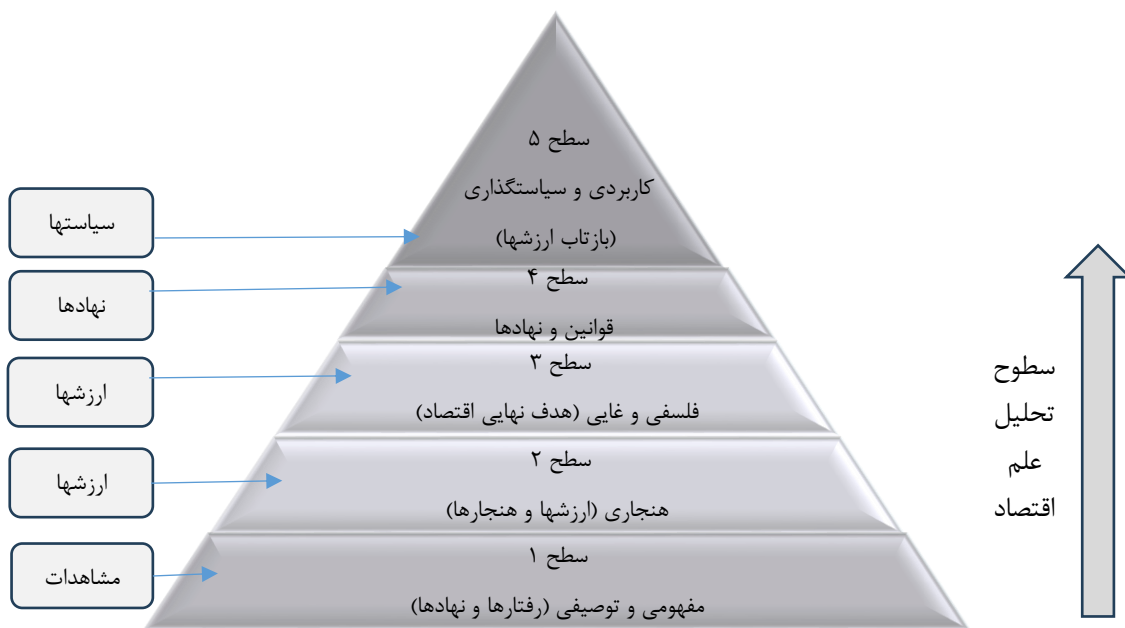 سطح ۵
کاربردی و سیاستگذاری
(بازتاب ارزشها)
سطح ۴
قوانین و نهادها
سطح ۳
فلسفی و غایی (هدف نهایی اقتصاد)
سطح ۲
هنجاری (ارزشها و هنجارها)
سطح ۱
مفهومی و توصیفی (رفتارها و نهادها)
سیاستها
نهادها
ارزشها
ارزشها
مشاهدات
سطوح
تحلیل
علم
اقتصاد